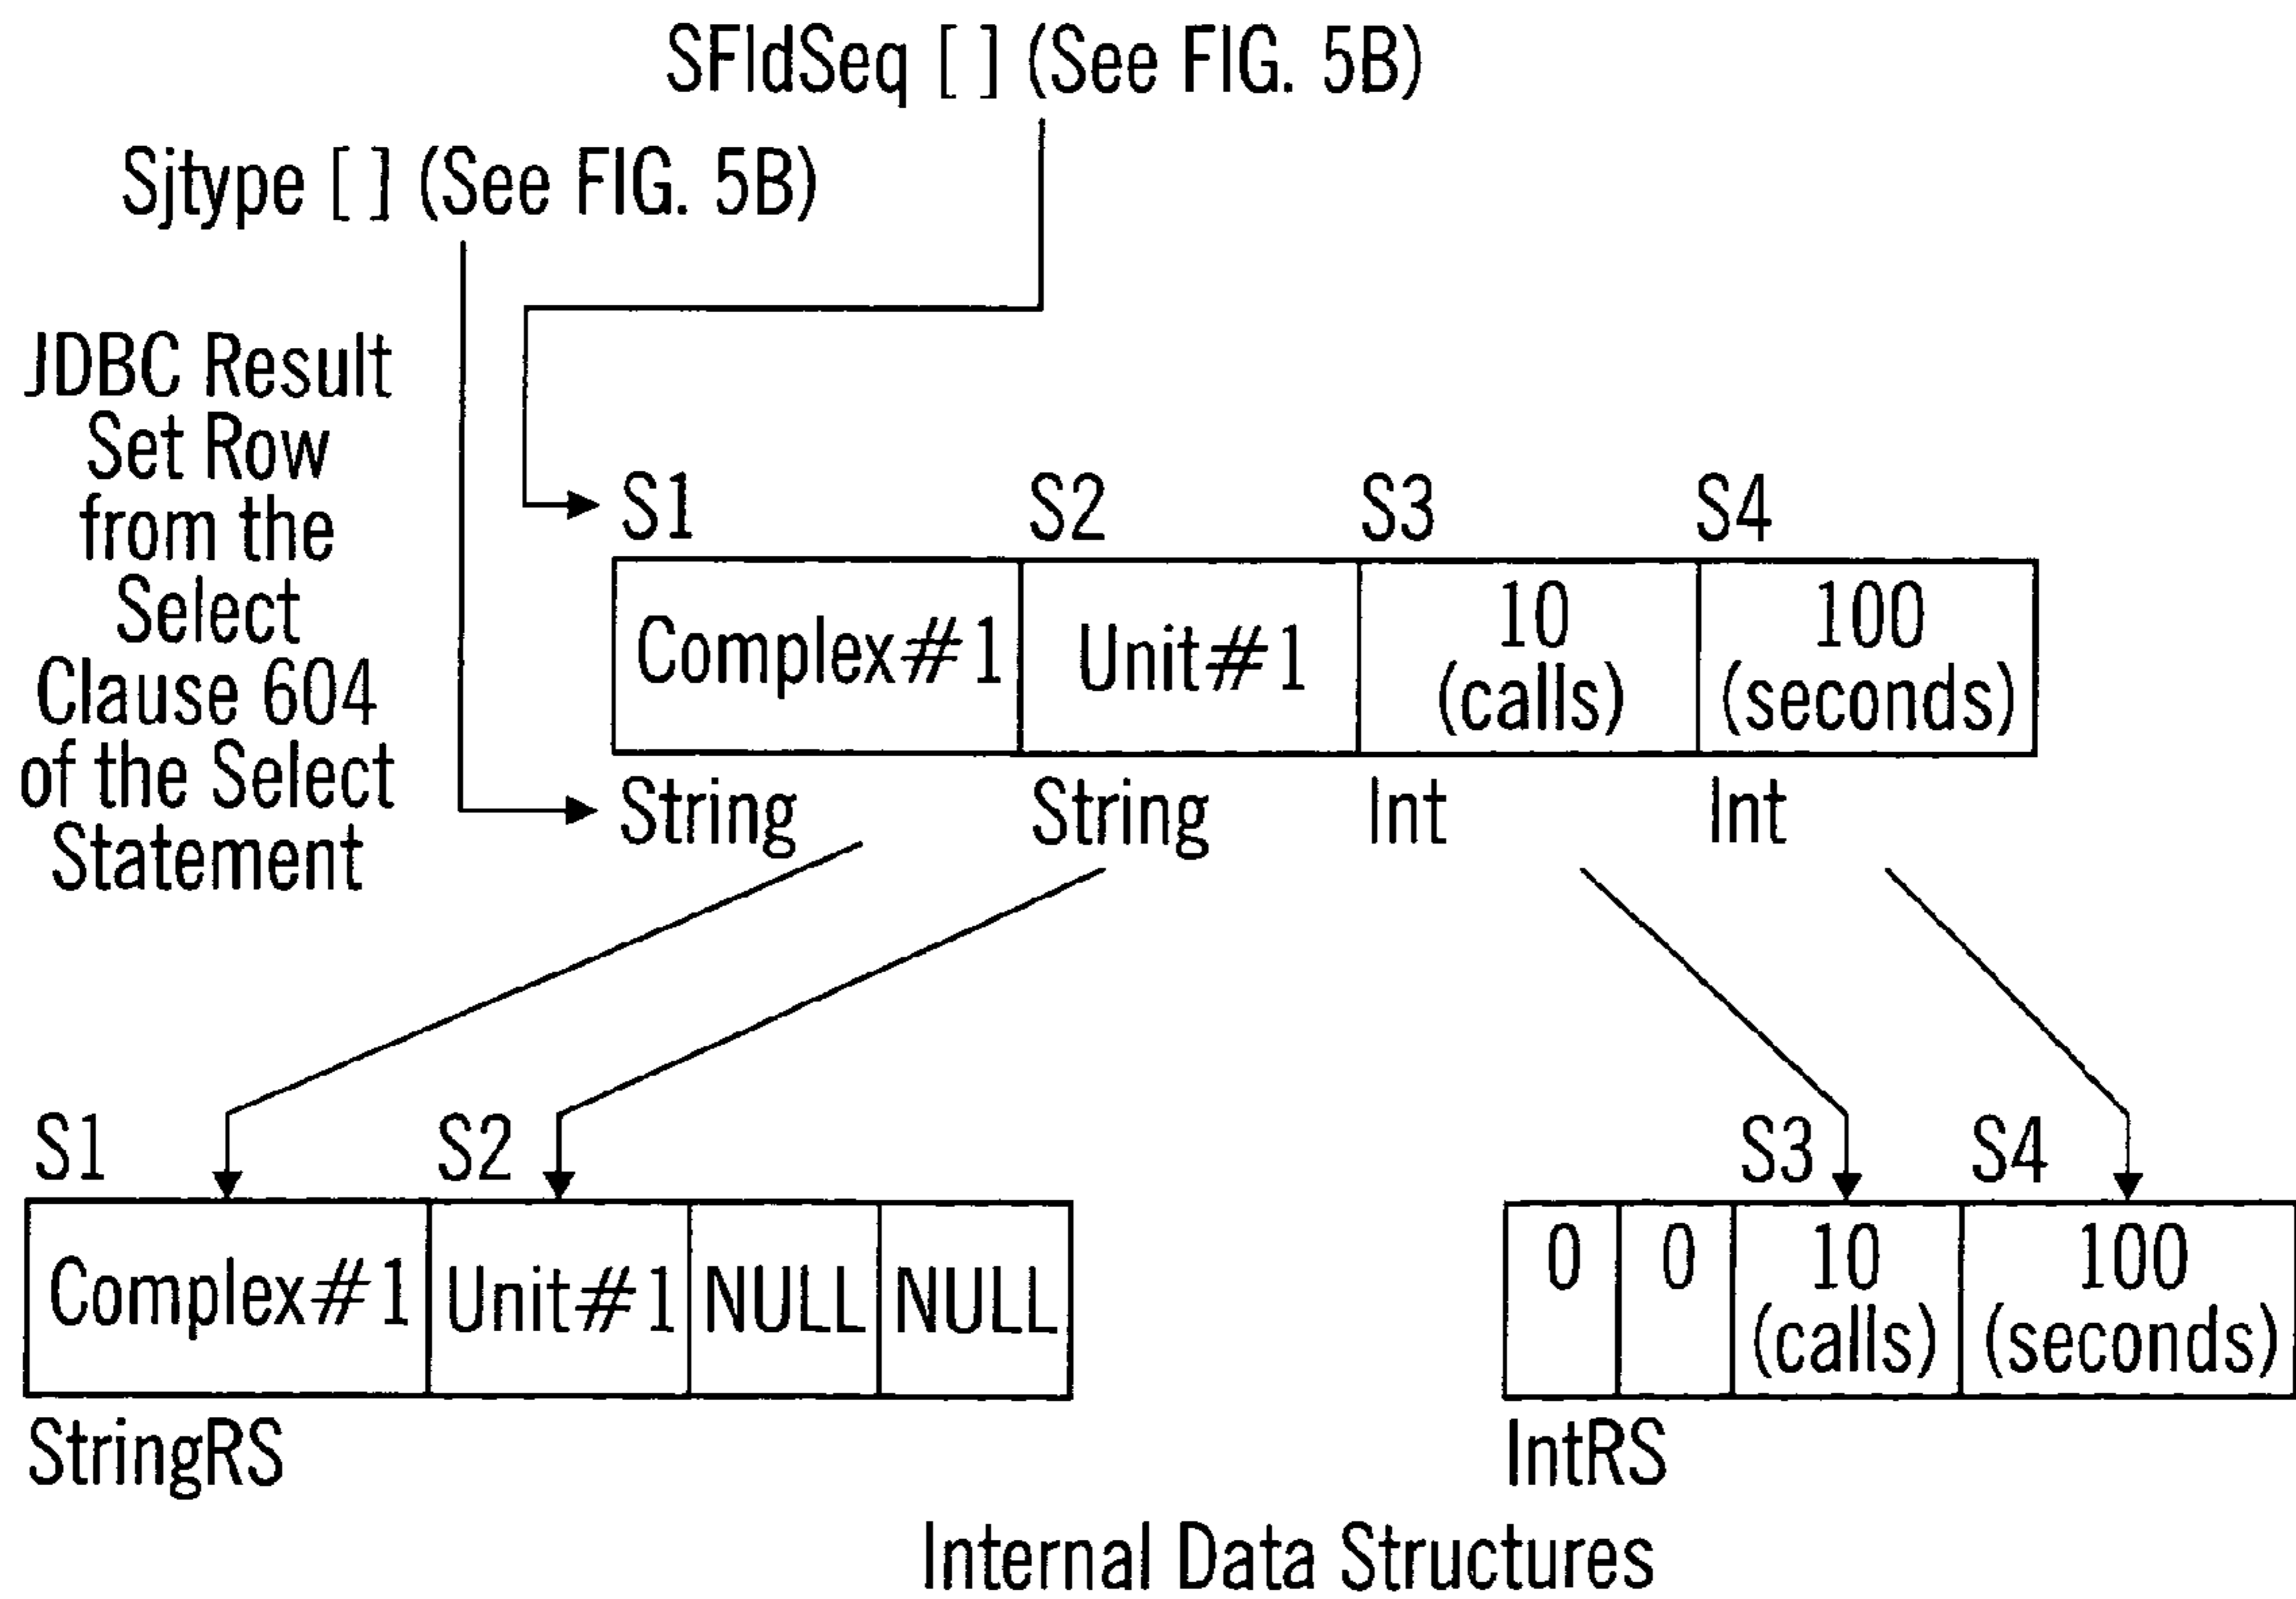 SFldSeq [ ] (See FIG. 5B)
Sjtype [ ] (See FIG. 5B)
JDBC Result
Set Row
from the
Select
Clause 604
of the Select
Statement
S1 S2 S3 S4
Complex#1 Unit#1 10 (calls) 100 (seconds)
String String Int Int
S1 S2
Complex#1 Unit#1 NULL NULL
StringRS
S3 S4
0 0 10 (calls) 100 (seconds)
IntRS
Internal Data Structures